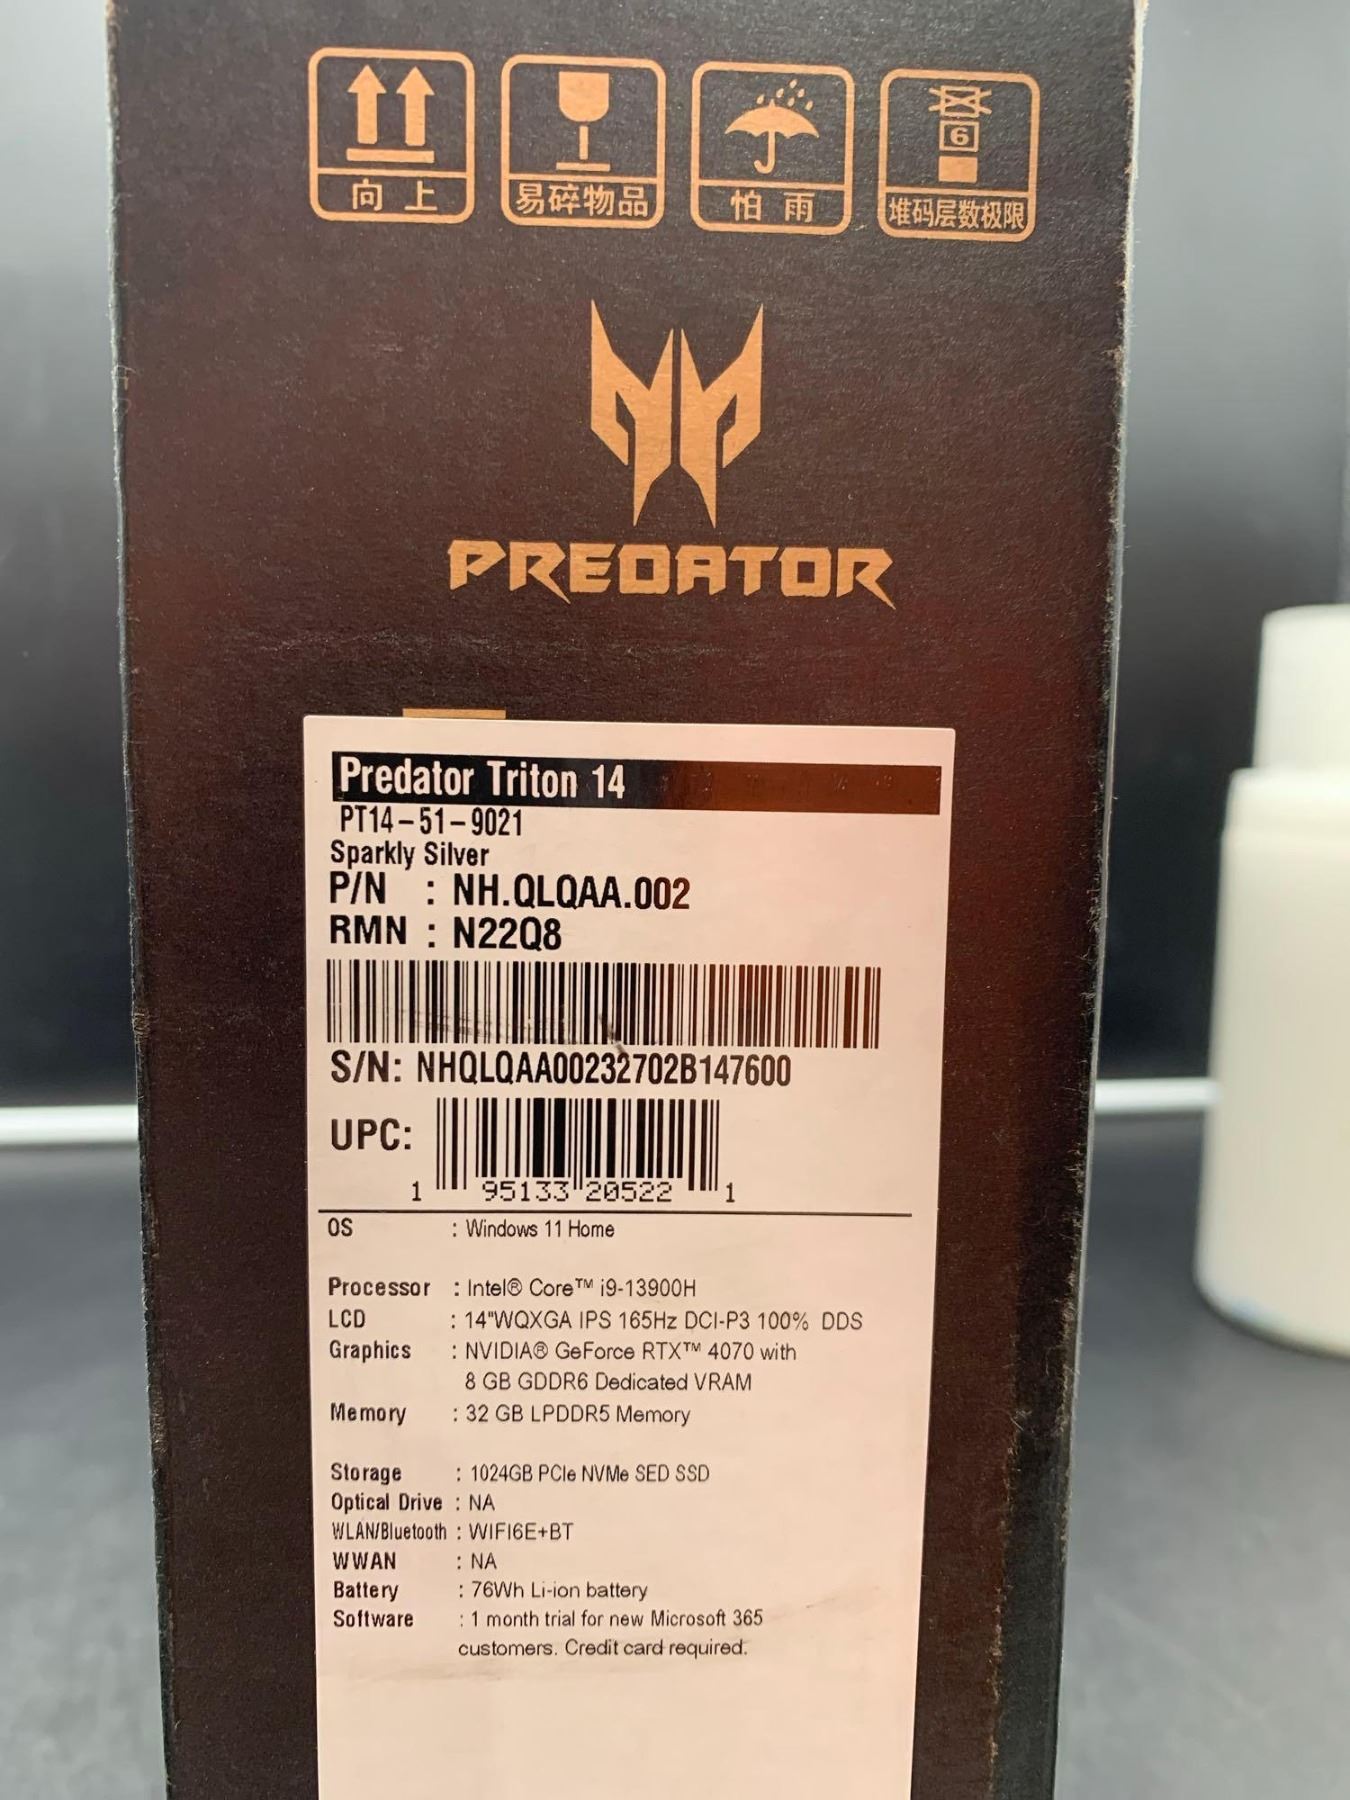 6
向上
易碎物品
怕雨
堆码层数极限
PREDATOR
Predator Triton 14
PT14-51-9021
Sparkly Silver
P/N : NH.QLQAA.002
RMN : N22Q8
S/N: NHQLQAA00232702B147600
UPC:
1 95133 20522 1
OS : Windows 11 Home
Processor : Intel® Core™ i9-13900H
LCD : 14"WQXGA IPS 165Hz DCI-P3 100% DDS
Graphics : NVIDIA® GeForce RTX™ 4070 with
8 GB GDDR6 Dedicated VRAM
Memory : 32 GB LPDDR5 Memory
Storage : 1024GB PCIe NVMe SED SSD
Optical Drive : NA
WLAN/Bluetooth : WIFI6E+BT
WWAN : NA
Battery : 76Wh Li-ion battery
Software : 1 month trial for new Microsoft 365
customers. Credit card required.